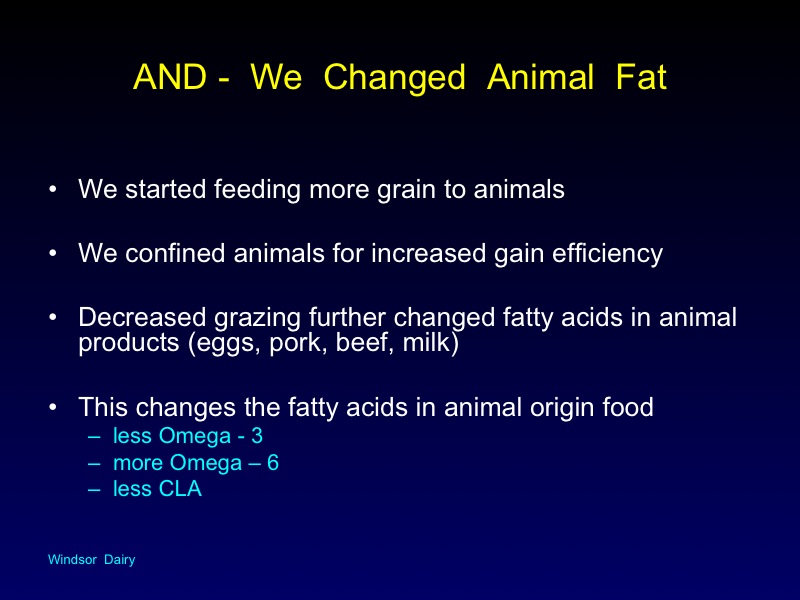 AND -  We  Changed  Animal  Fat
• We started feeding more grain to animals
• We confined animals for increased gain efficiency
• Decreased grazing further changed fatty acids in animal
products (eggs, pork, beef, milk)
• This changes the fatty acids in animal origin food
– less Omega - 3
– more Omega – 6
– less CLA
Windsor  Dairy